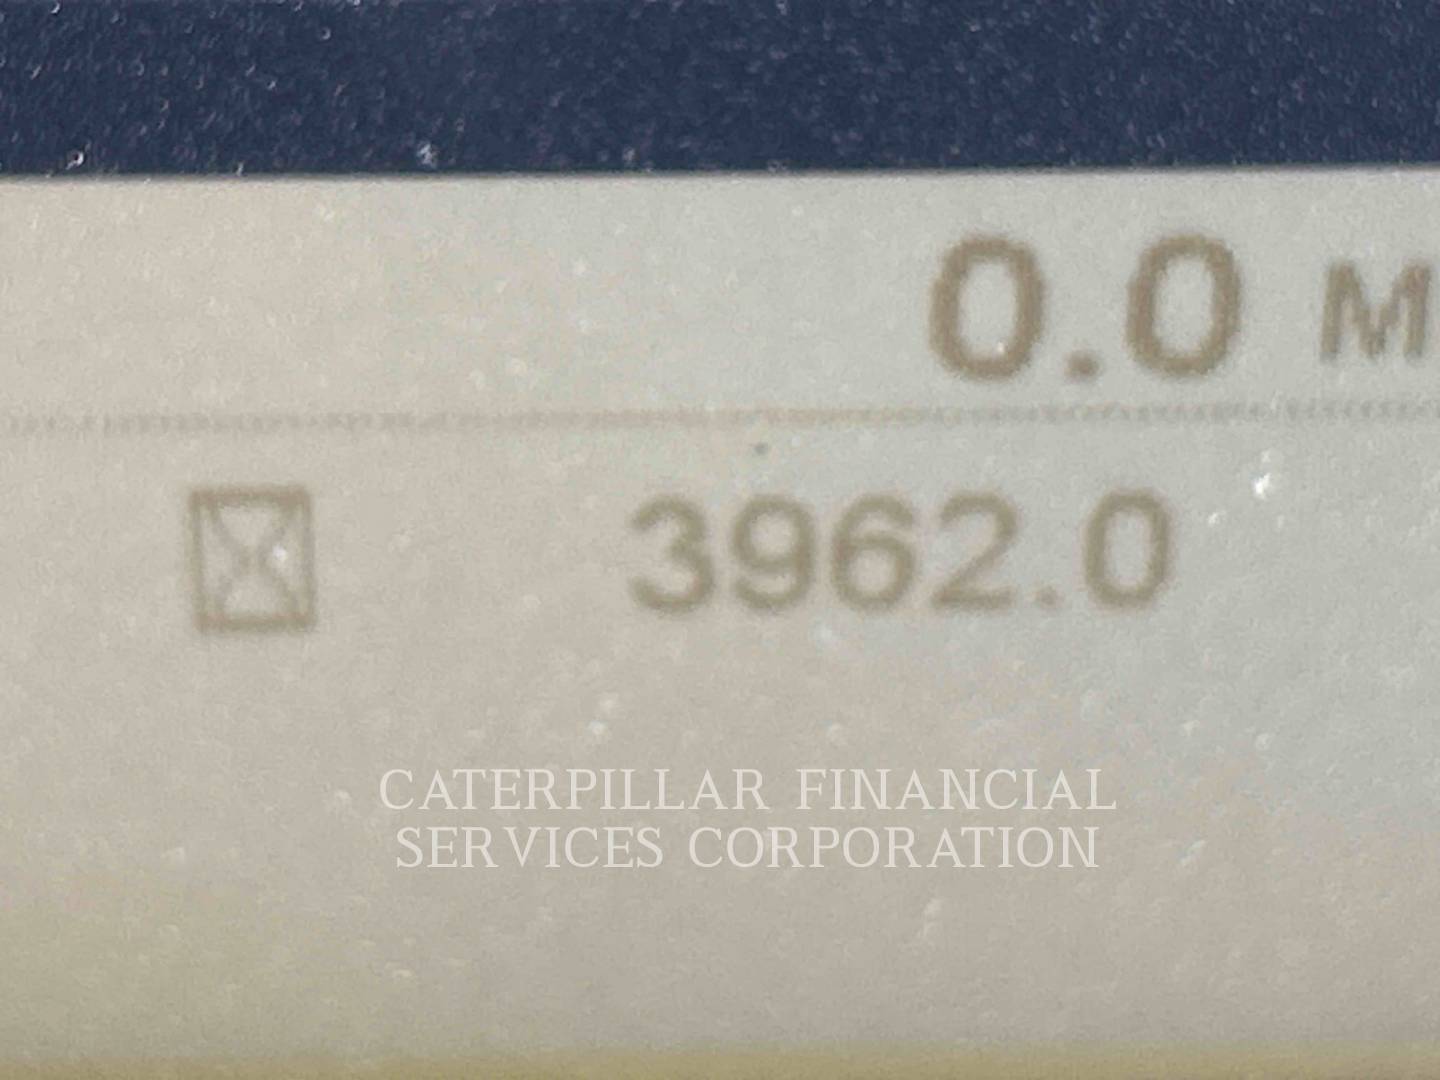 0.0 M
3962.0
CATERPILLAR FINANCIAL
SERVICES CORPORATION